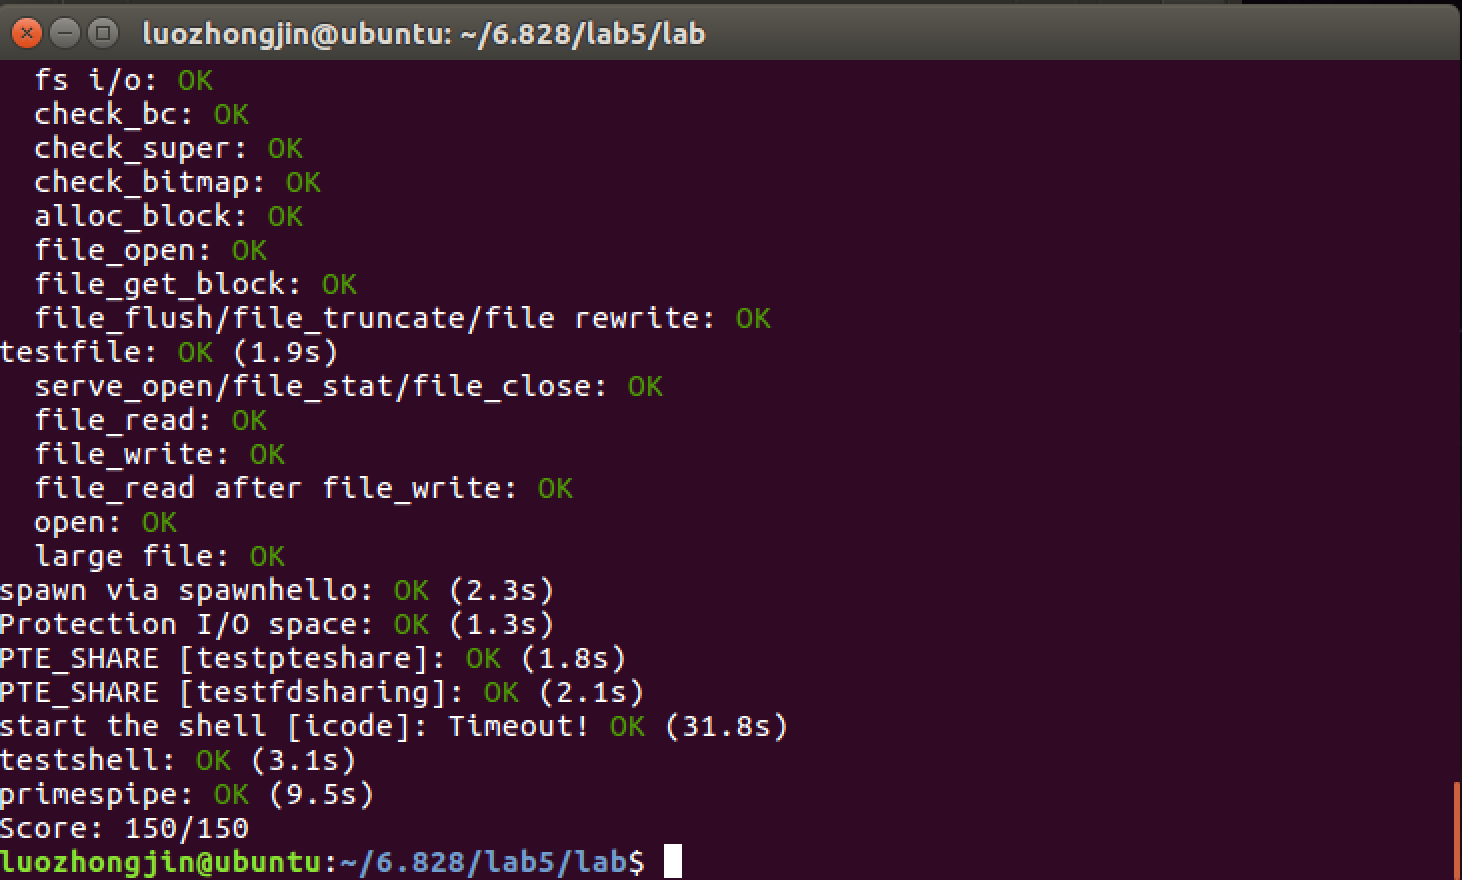 luozhongjin@ubuntu: ~/6.828/lab5/lab
fs i/o: OK
check_bc: OK
check_super: OK
check_bitmap: OK
alloc_block: OK
file_open: OK
file_get_block: OK
file_flush/file_truncate/file rewrite: OK
testfile: OK (1.9s)
serve_open/file_stat/file_close: OK
file_read: OK
file_write: OK
file_read after file_write: OK
open: OK
large file: OK
spawn via spawnhello: OK (2.3s)
Protection I/O space: OK (1.3s)
PTE_SHARE [testpteshare]: OK (1.8s)
PTE_SHARE [testfdsharing]: OK (2.1s)
start the shell [icode]: Timeout! OK (31.8s)
testshell: OK (3.1s)
primespipe: OK (9.5s)
Score: 150/150
luozhongjin@ubuntu:~/6.828/lab5/lab$